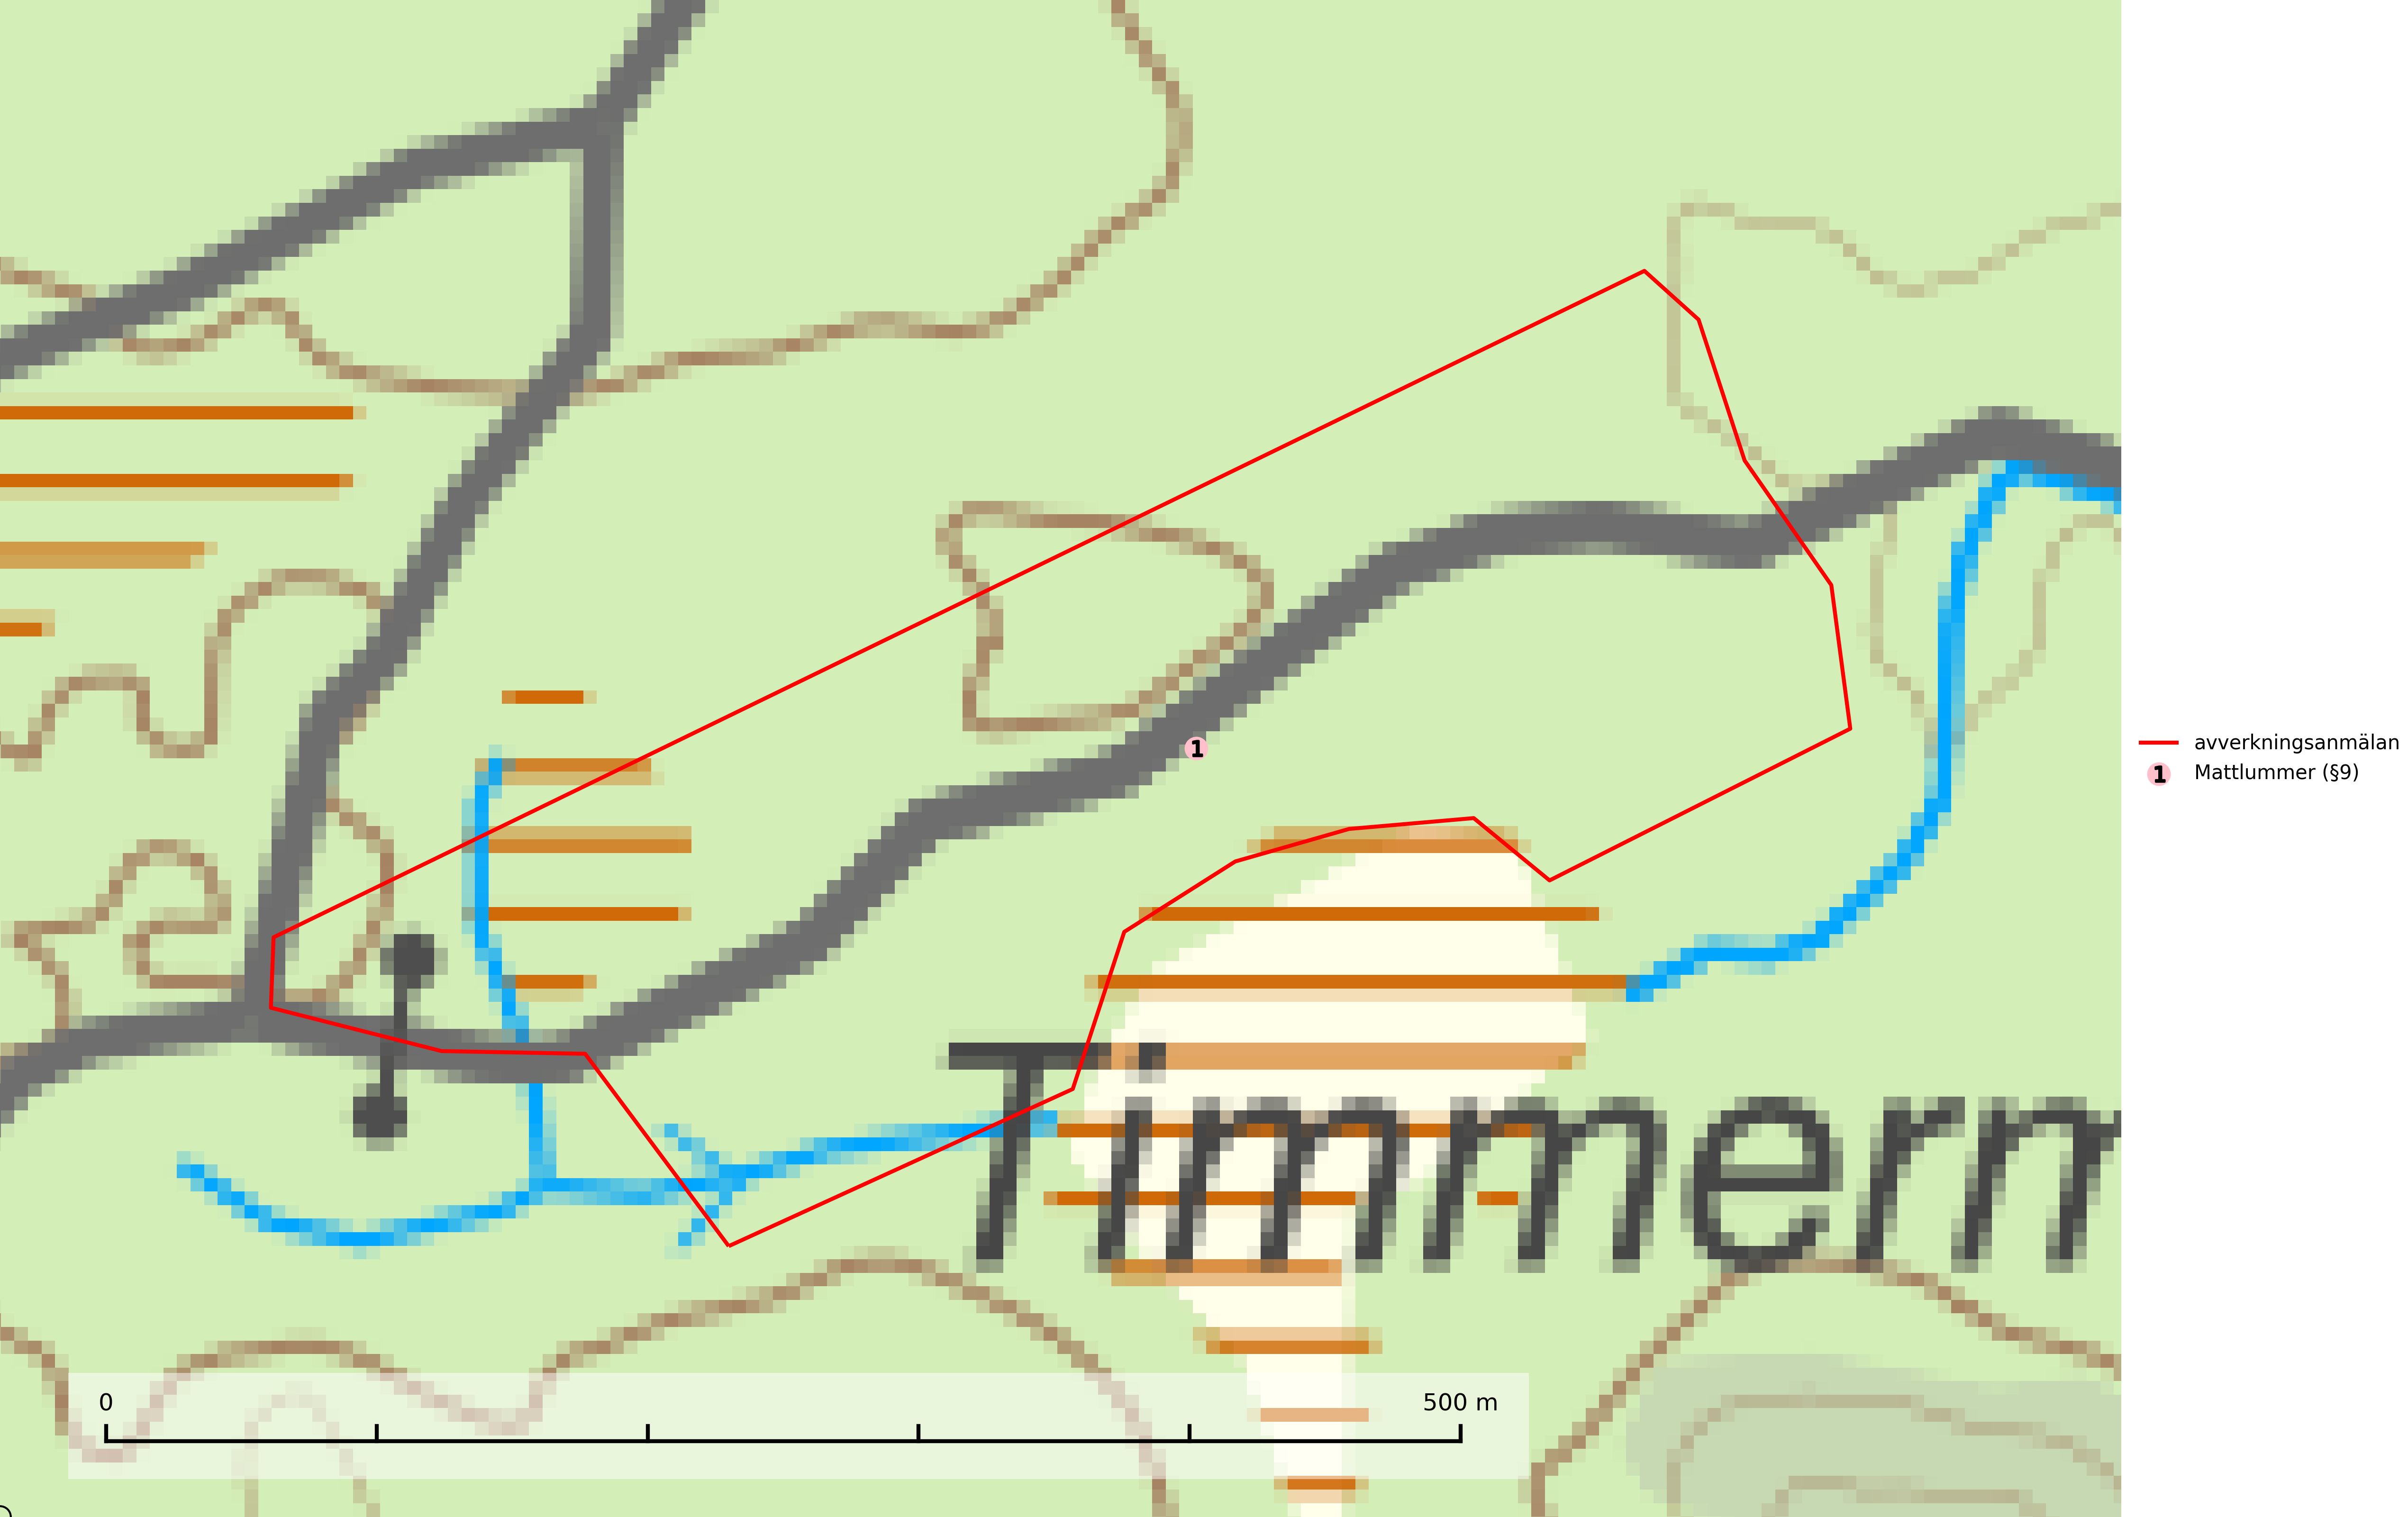 1
avverkningsanmälan
1 Mattlummer (§9)
Timmern
0 500 m